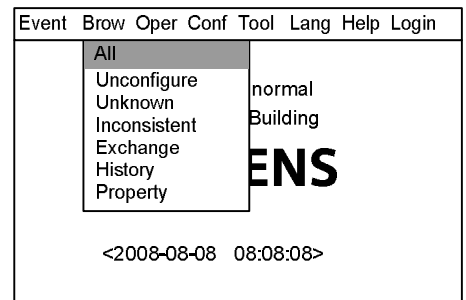 Event Brow Oper Conf Tool Lang Help Login
All
Unconfigure
normal
Unknown
Building
Inconsistent
Exchange
ENS
History
Property
<2008-08-08 08:08:08>